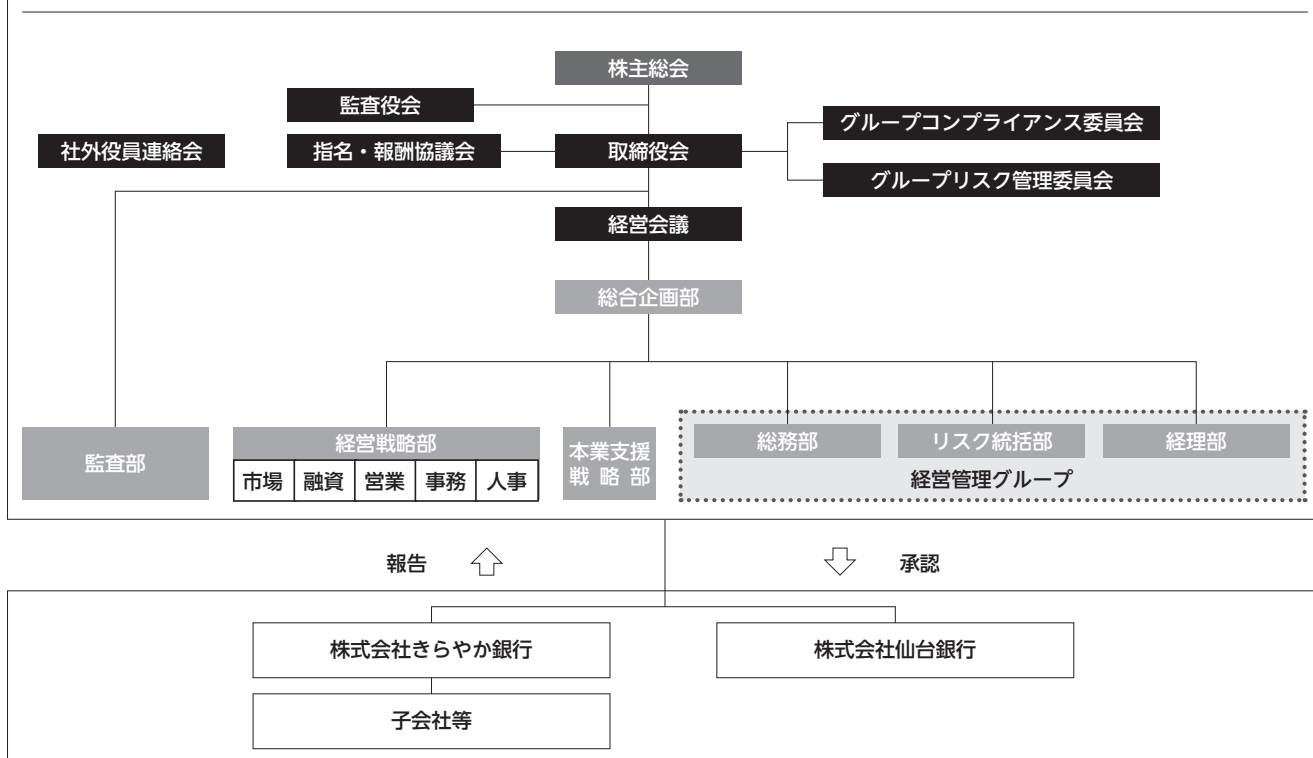 株主総会
監査役会
グループコンプライアンス委員会
社外役員連絡会
指名・報酬協議会
取締役会
グループリスク管理委員会
経営会議
総合企画部
監査部
経営戦略部
市場
融資
営業
事務
人事
本業支援
戦略部
総務部
リスク統括部
経理部
経営管理グループ
報告
承認
株式会社きらやか銀行
株式会社仙台銀行
子会社等